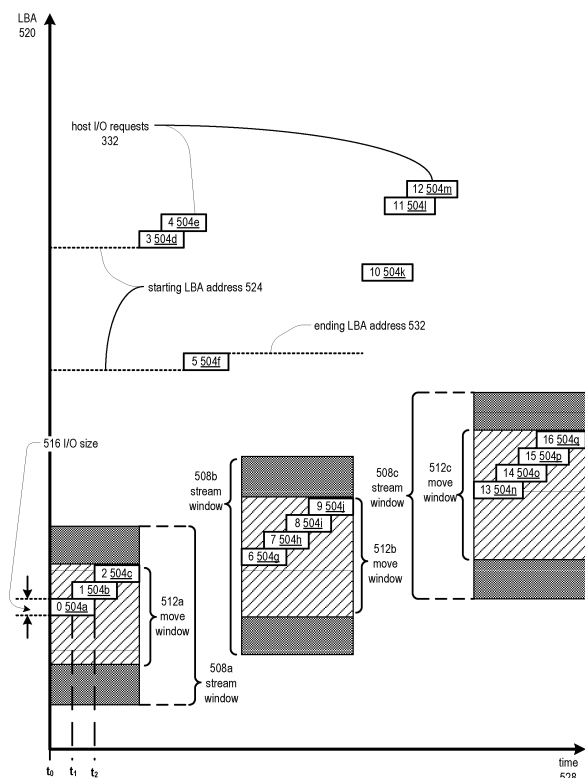 LBA
520
host I/O requests
332
12 504m
11 504l
4 504e
3 504d
10 504k
starting LBA address 524
ending LBA address 532
5 504f
516 I/O size
508b
stream
window
9 504j
8 504i
7 504h
6 504g
512b
move
window
508c
stream
window
512c
move
window
16 504q
15 504p
14 504o
13 504n
2 504c
1 504b
0 504a
512a
move
window
508a
stream
window
t0
t1
t2
time
528